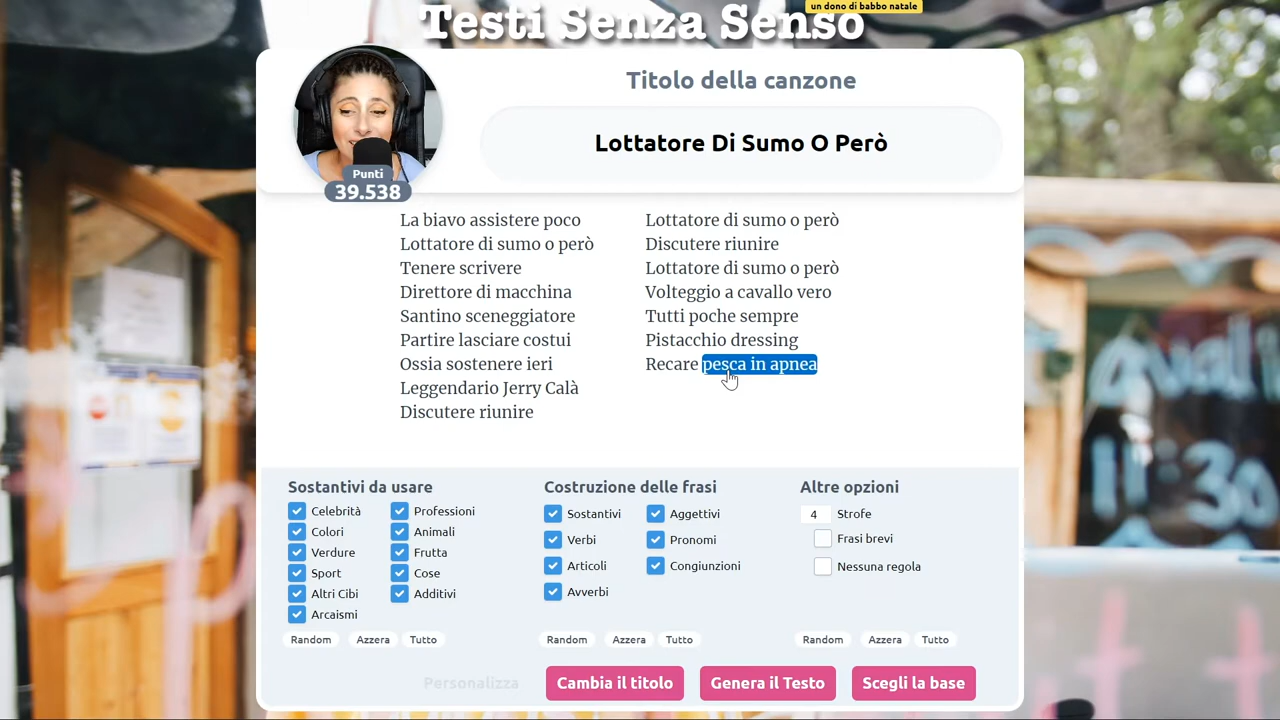 un dono di babbo natale
Testi Senza Senso
Titolo della canzone
Lottatore Di Sumo O Però
Punti
39.538
La biavo assistere poco
Lottatore di sumo o però
Tenere scrivere
Direttore di macchina
Santino sceneggiatore
Partire lasciare costui
Ossia sostenere ieri
Leggendario Jerry Calà
Discutere riunire
Lottatore di sumo o però
Discutere riunire
Lottatore di sumo o però
Volteggio a cavallo vero
Tutti poche sempre
Pistacchio dressing
Recare pesca in apnea
Sostantivi da usare
Celebrità
Professioni
Colori
Animali
Verdure
Frutta
Sport
Cose
Altri Cibi
Additivi
Arcaismi
Random Azzera Tutto
Costruzione delle frasi
Sostantivi
Aggettivi
Verbi
Pronomi
Articoli
Congiunzioni
Avverbi
Random Azzera Tutto
Altre opzioni
4 Strofe
Frasi brevi
Nessuna regola
Random Azzera Tutto
Personalizza
Cambia il titolo
Genera il Testo
Scegli la base